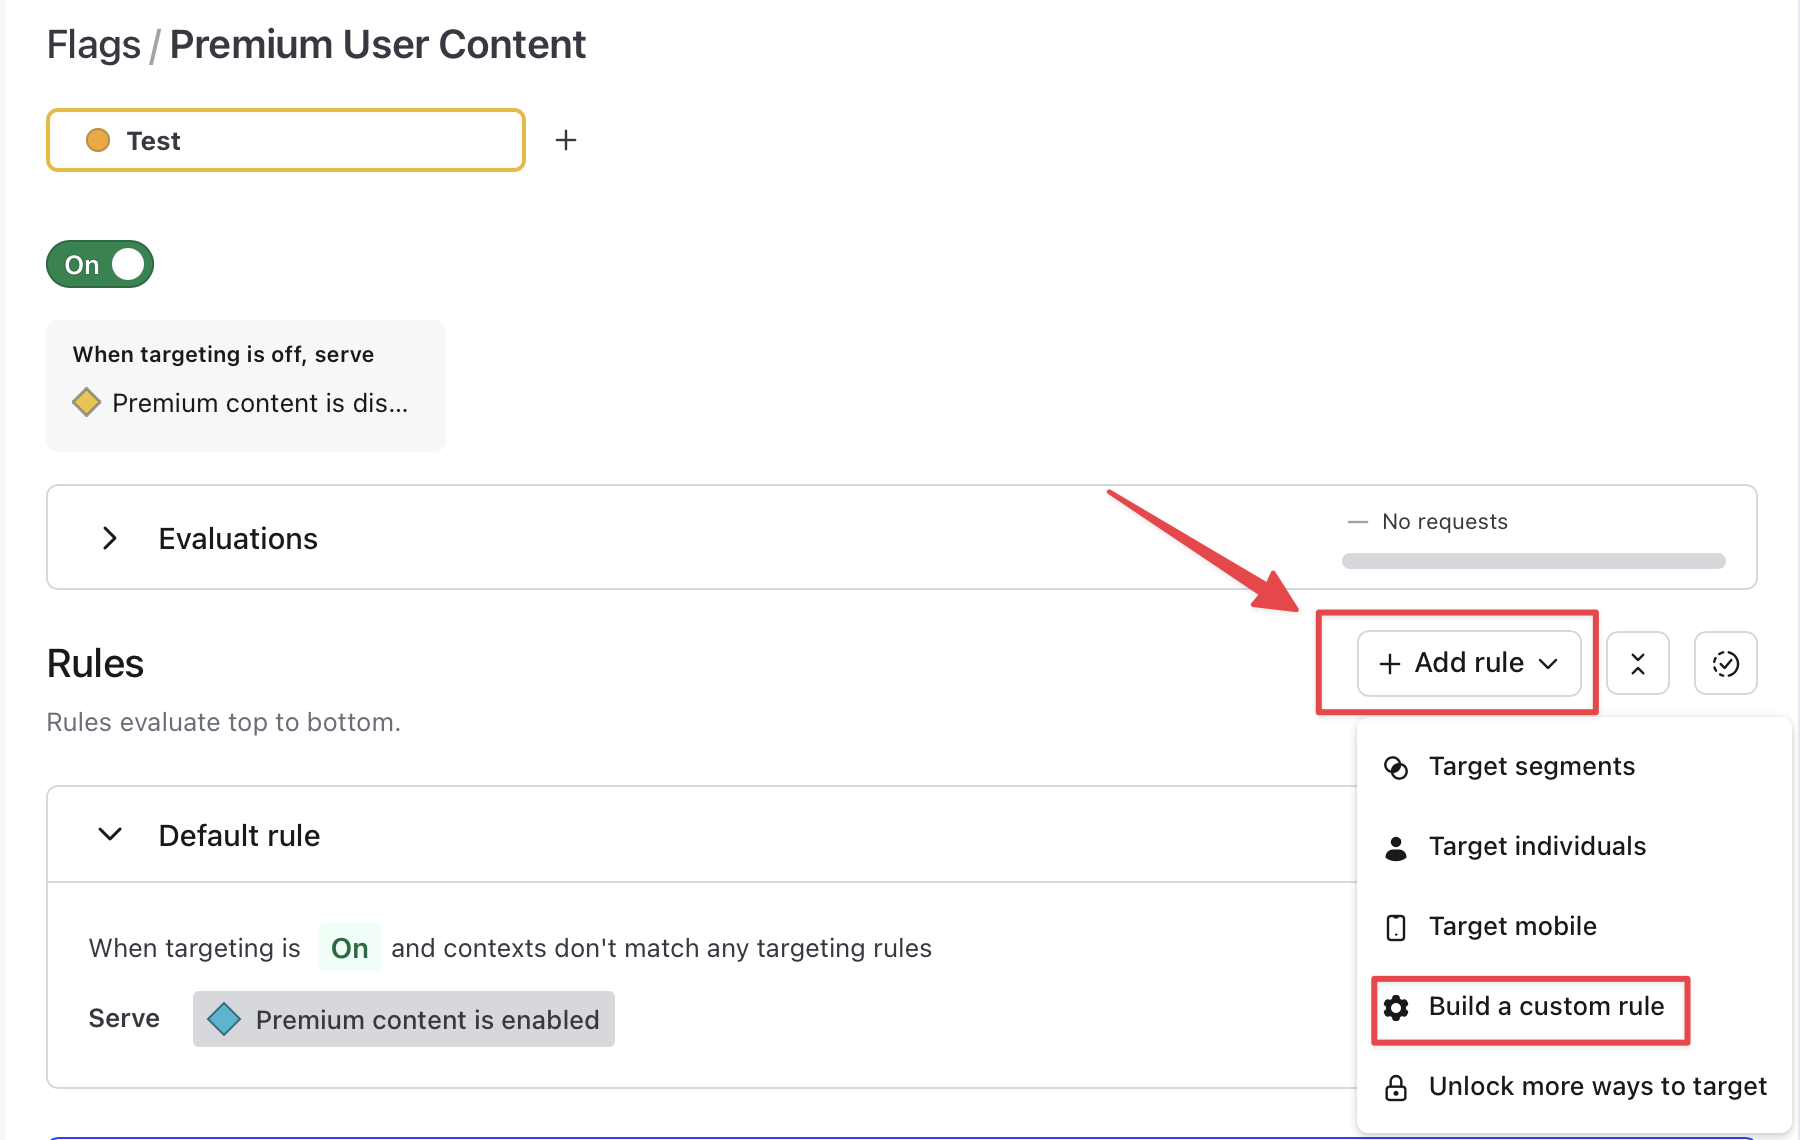 Flags / Premium User Content
Test
On
When targeting is off, serve
Premium content is dis...
Evaluations
No requests
Rules
Add rule
Rules evaluate top to bottom.
Target segments
Target individuals
Target mobile
Build a custom rule
Unlock more ways to target
Default rule
When targeting is On and contexts don't match any targeting rules
Serve Premium content is enabled